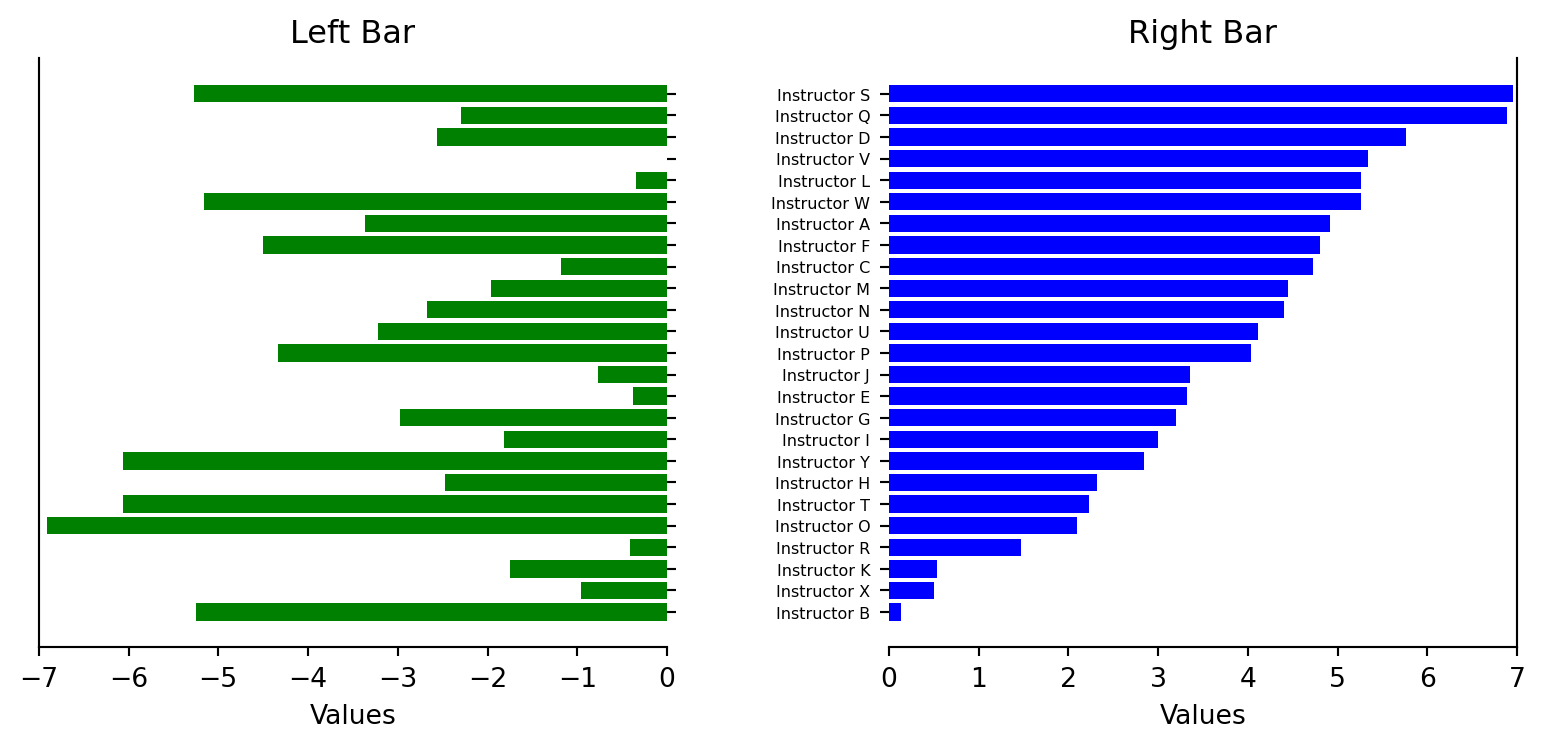 Left Bar
−7 −6 −5 −4 −3 −2 −1 0
Values
Right Bar
Instructor S
Instructor Q
Instructor D
Instructor V
Instructor L
Instructor W
Instructor A
Instructor F
Instructor C
Instructor M
Instructor N
Instructor U
Instructor P
Instructor J
Instructor E
Instructor G
Instructor I
Instructor Y
Instructor H
Instructor T
Instructor O
Instructor R
Instructor K
Instructor X
Instructor B
0 1 2 3 4 5 6 7
Values